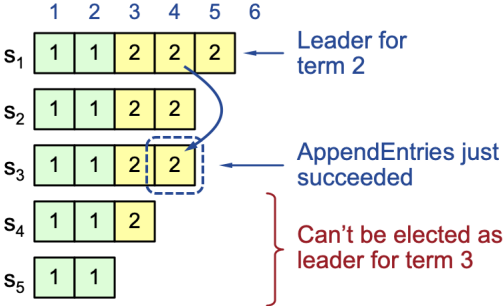 1 2 3 4 5 6
s1 1 1 2 2 2
Leader for
term 2
s2 1 1 2 2
s3 1 1 2 2
AppendEntries just
succeeded
s4 1 1 2
Can't be elected as
leader for term 3
s5 1 1